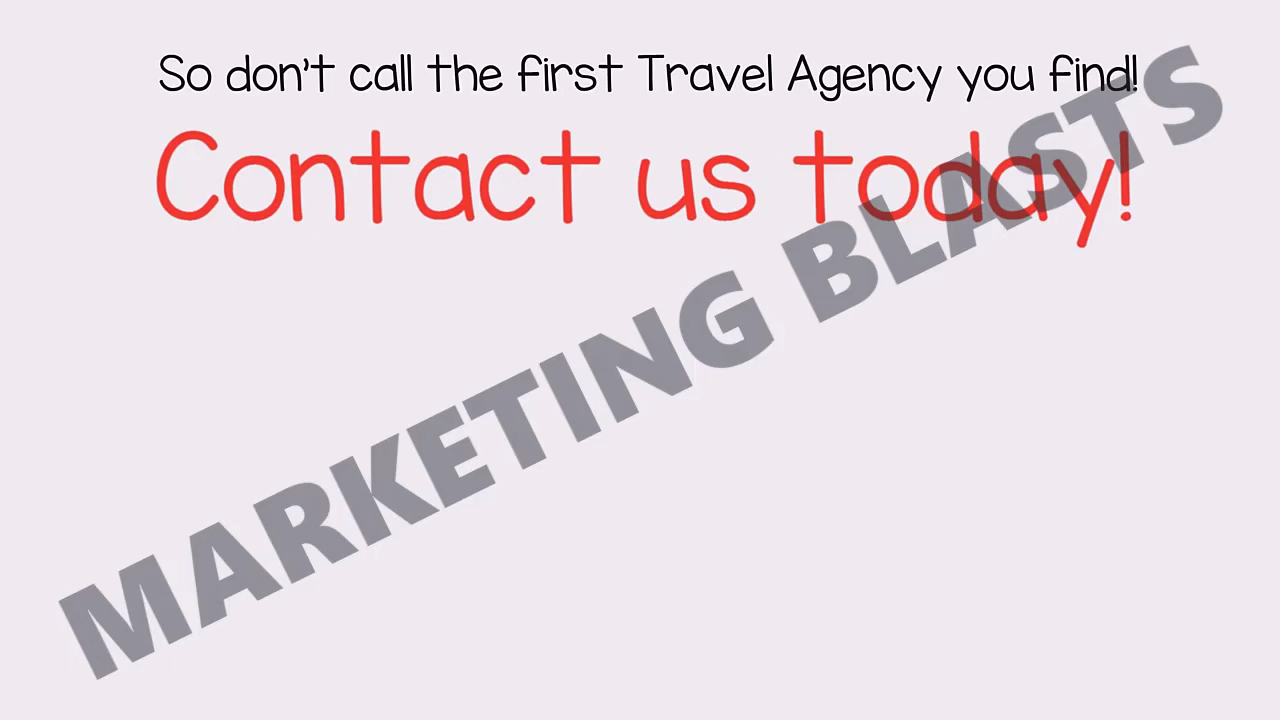 So don't call the first Travel Agency you find!
Contact us today!
MARKETING BLASTS